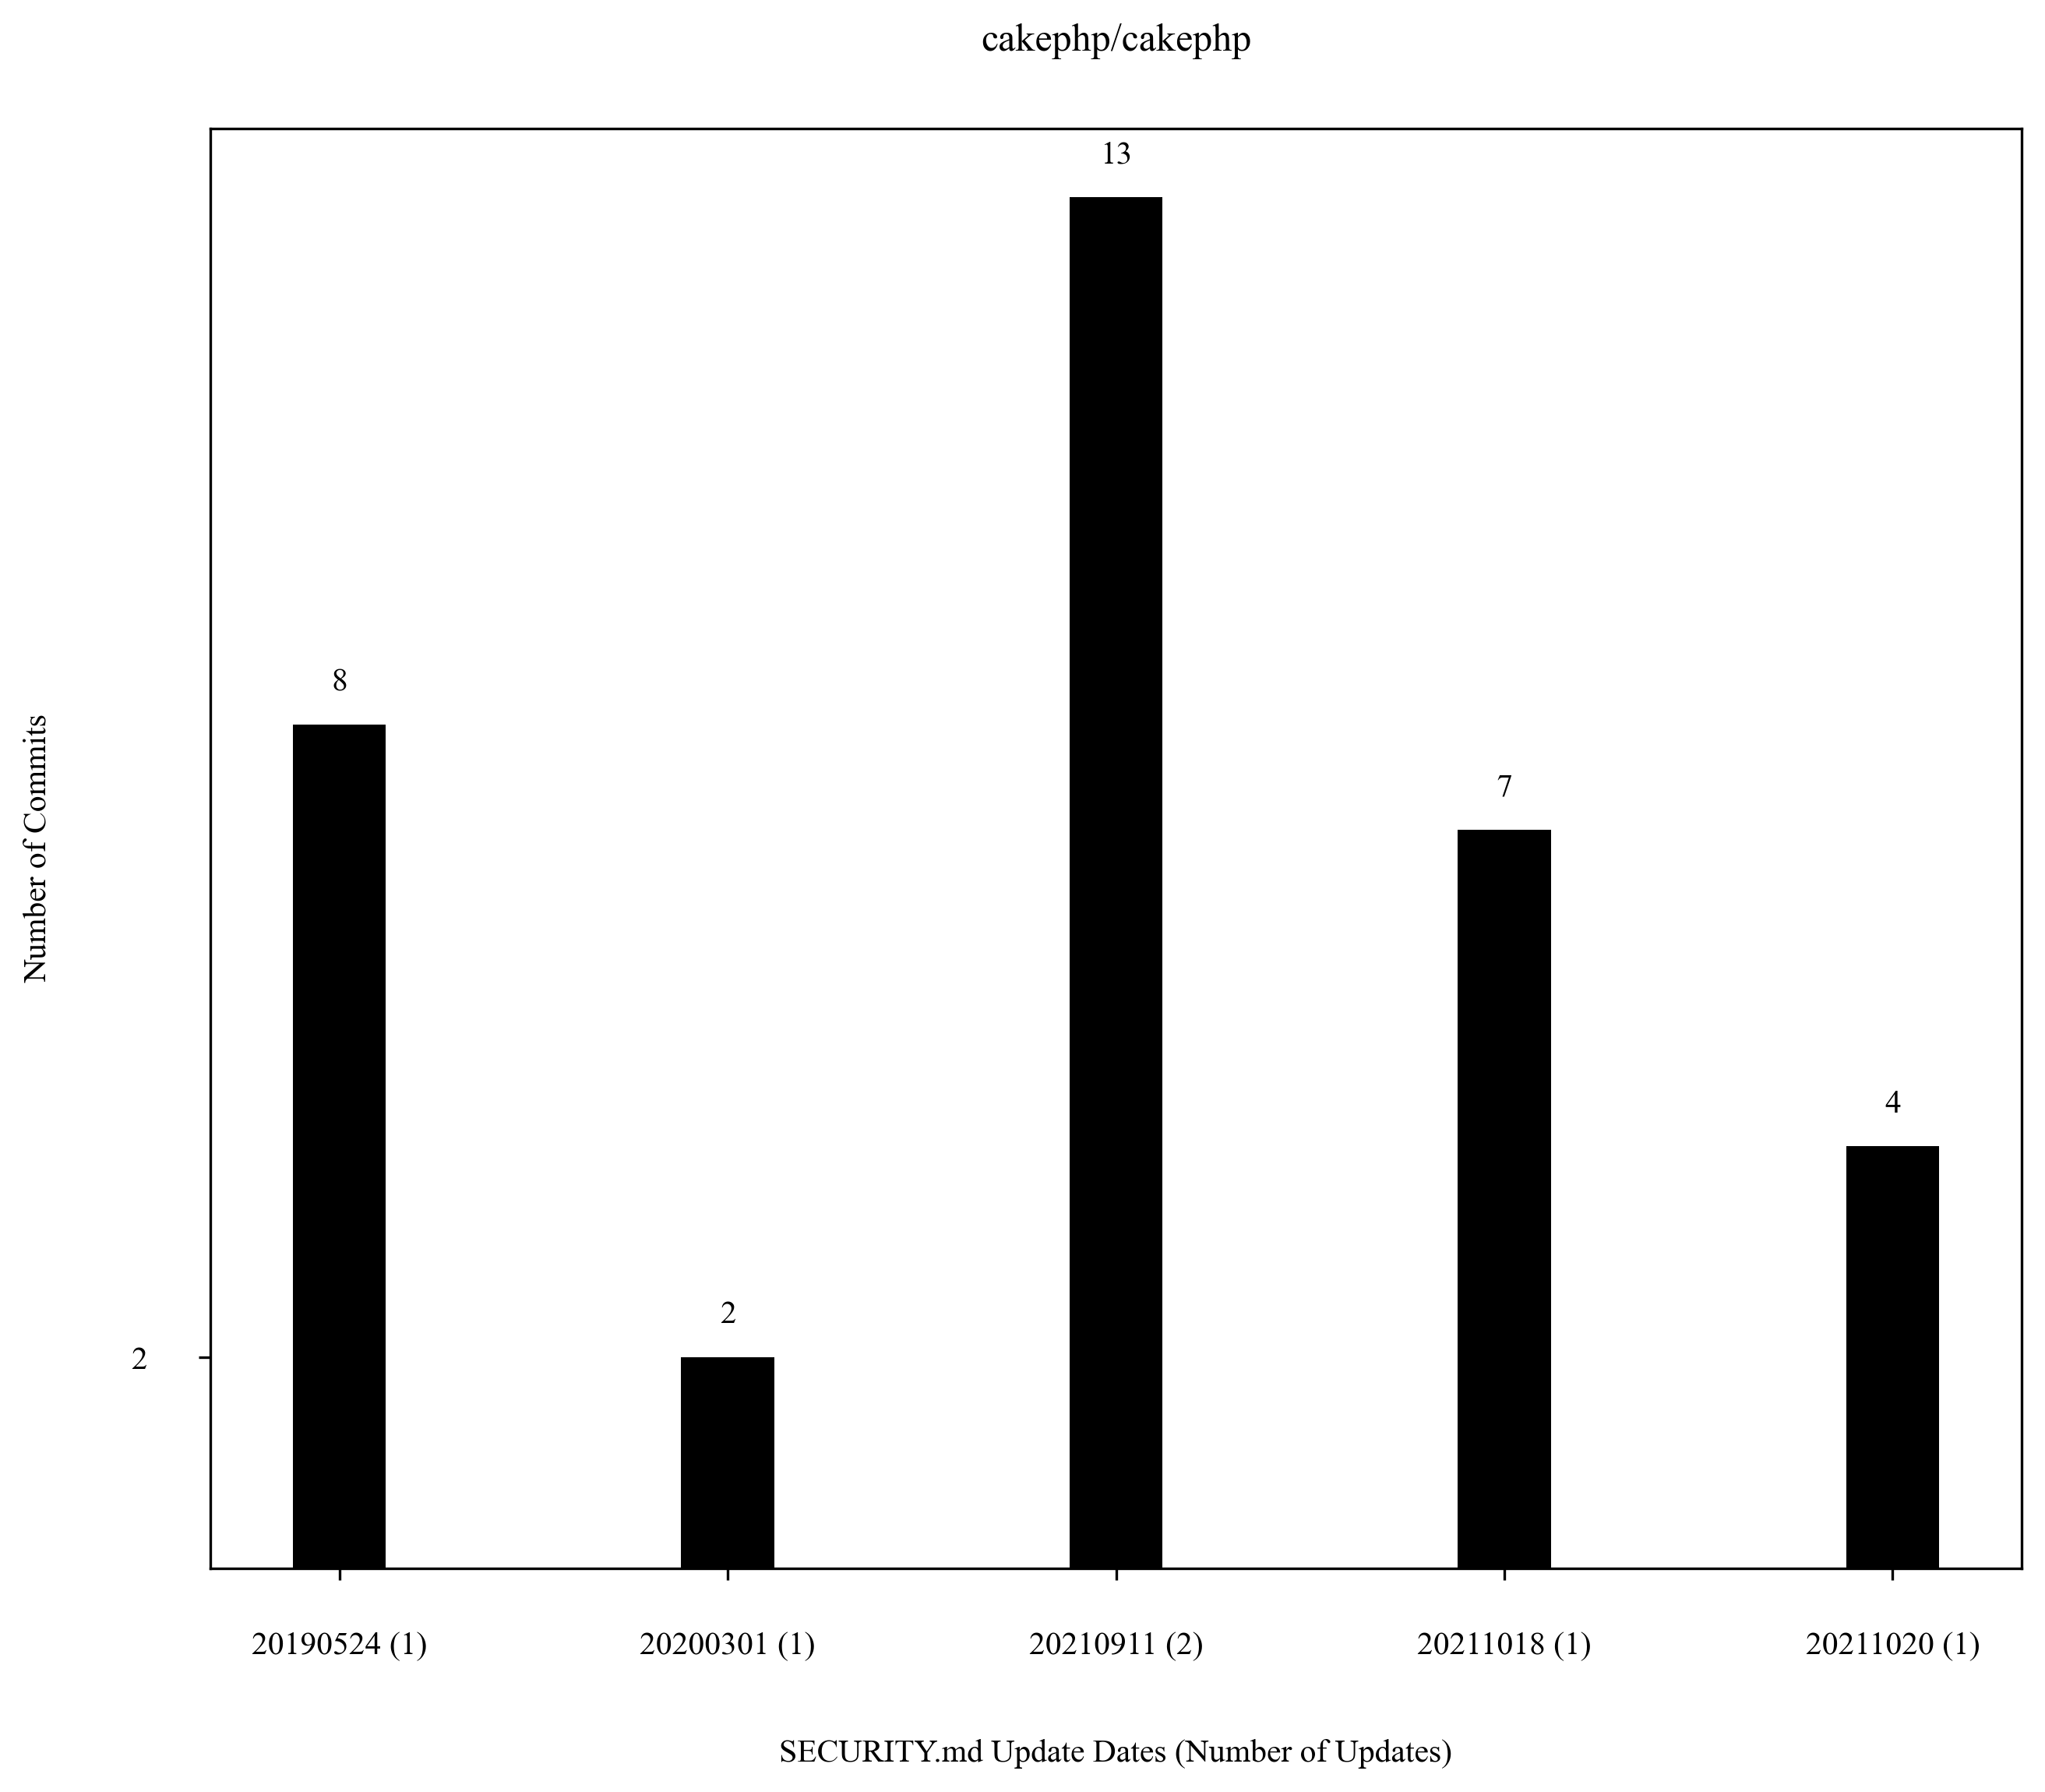 cakephp/cakephp
13
8
7
4
2
2
Number of Commits
20190524 (1) 20200301 (1) 20210911 (2) 20211018 (1) 20211020 (1)
SECURITY.md Update Dates (Number of Updates)